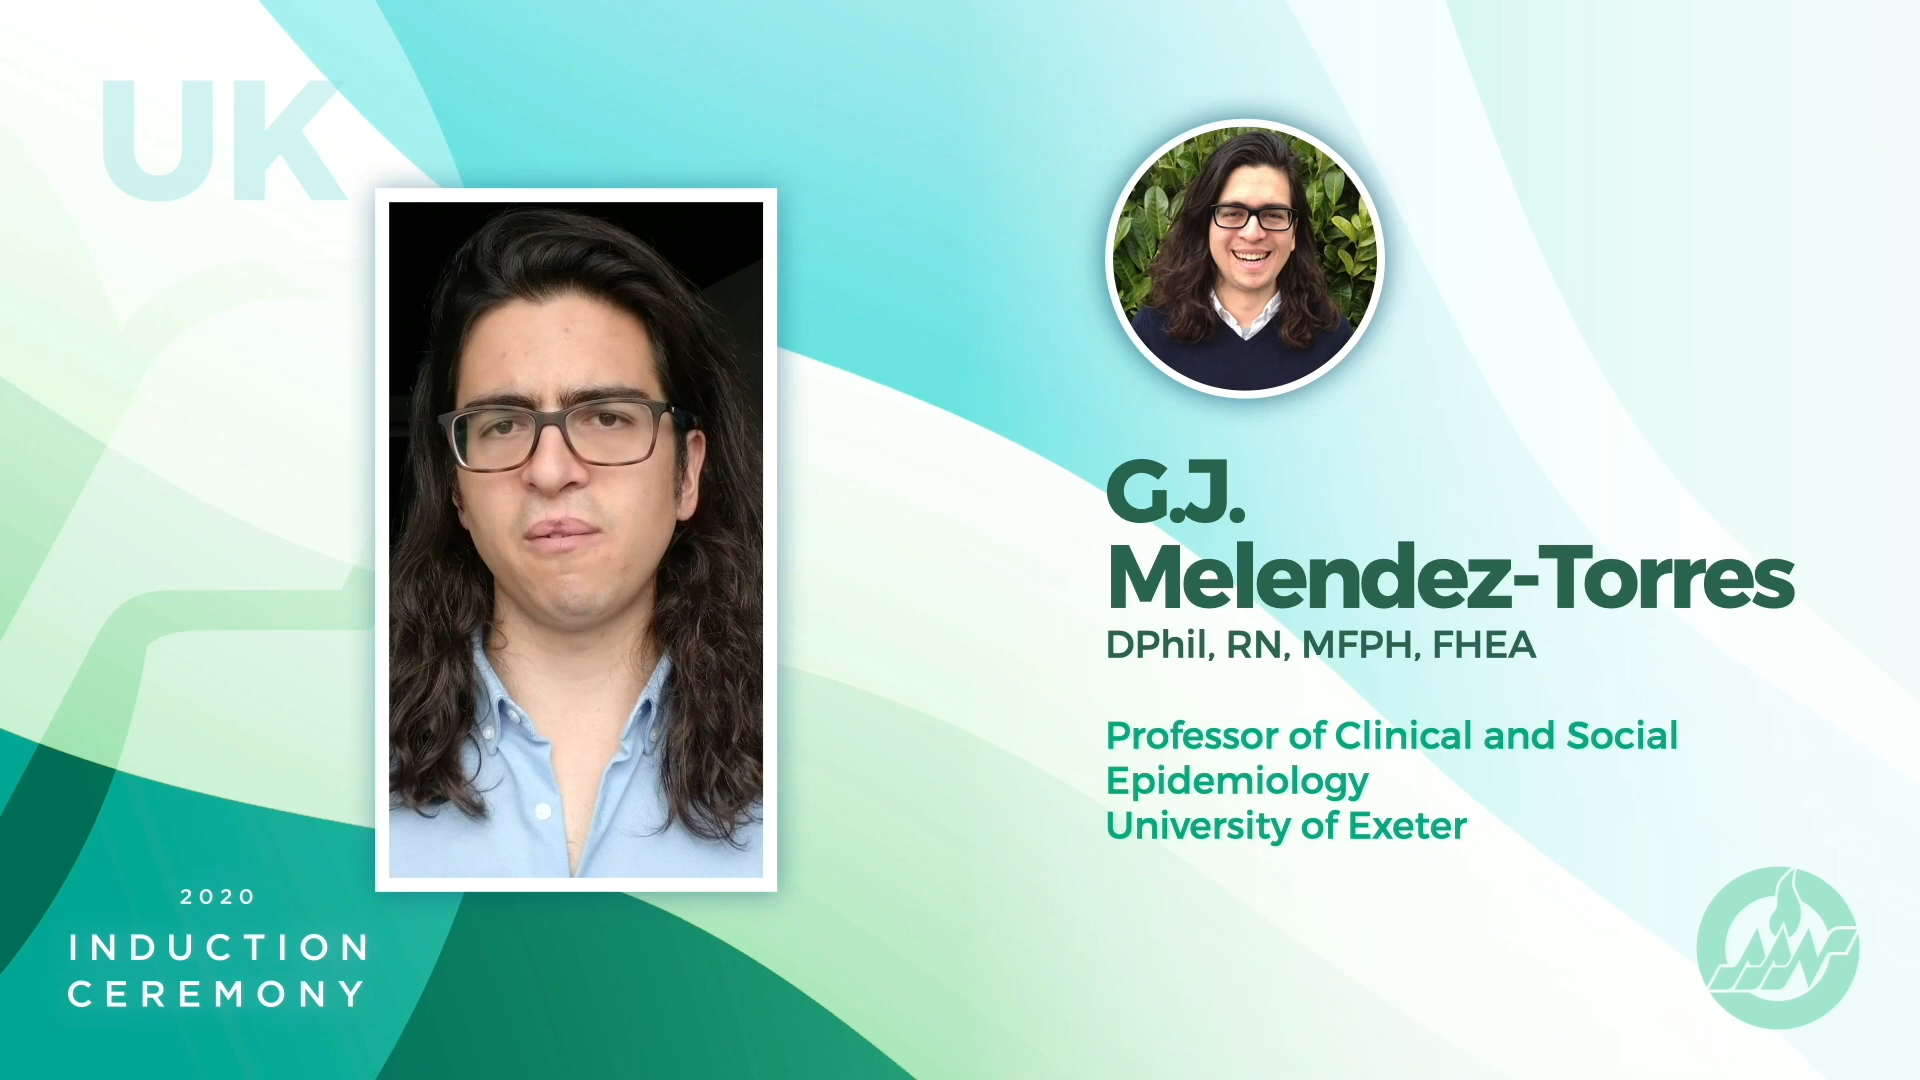 UK
G.J.
Melendez-Torres
DPhil, RN, MFPH, FHEA
Professor of Clinical and Social
Epidemiology
University of Exeter
2020
INDUCTION
CEREMONY